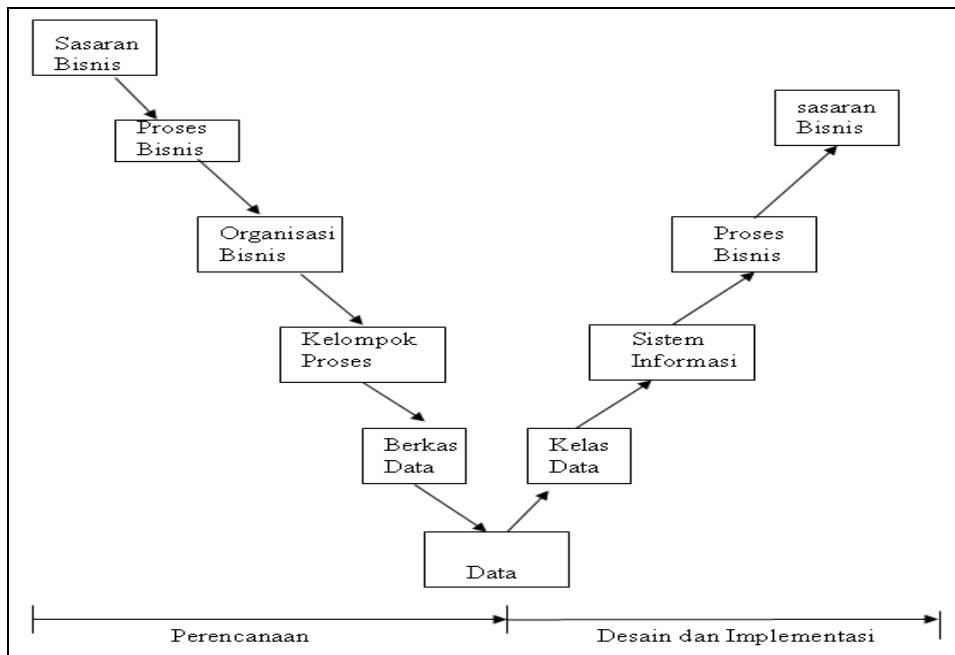 Sasaran
Bisnis
Proses
Bisnis
Organisasi
Bisnis
Kelompok
Proses
Berkas
Data
Data
Kelas
Data
Sistem
Informasi
Proses
Bisnis
sasaran
Bisnis
Perencanaan
Desain dan Implementasi